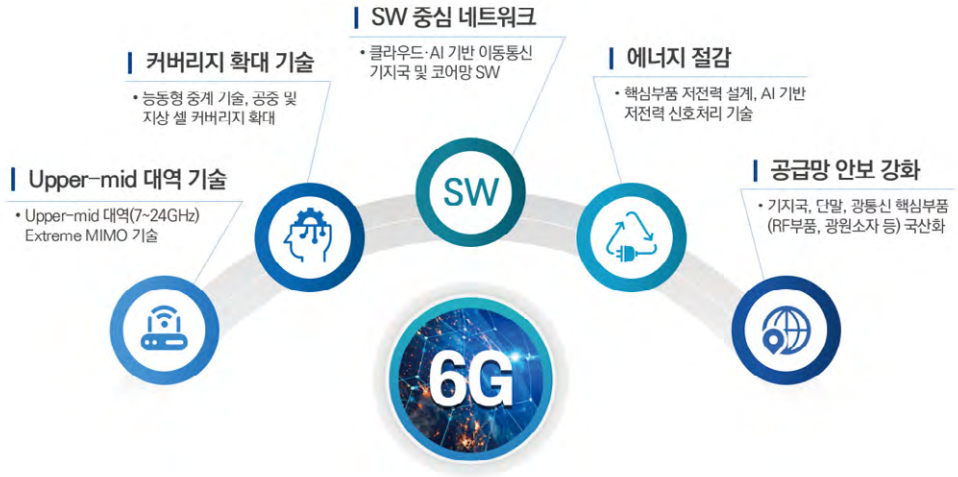 Upper-mid 대역 기술
• Upper-mid 대역(7~24GHz)
Extreme MIMO 기술
커버리지 확대 기술
• 능동형 중계 기술, 공중 및
지상 셀 커버리지 확대
SW 중심 네트워크
• 클라우드·AI 기반 이동통신
기지국 및 코어망 SW
SW
에너지 절감
• 핵심부품 저전력 설계, AI 기반
저전력 신호처리 기술
공급망 안보 강화
• 기지국, 단말, 광통신 핵심부품
(RF부품, 광원소자 등) 국산화
6G